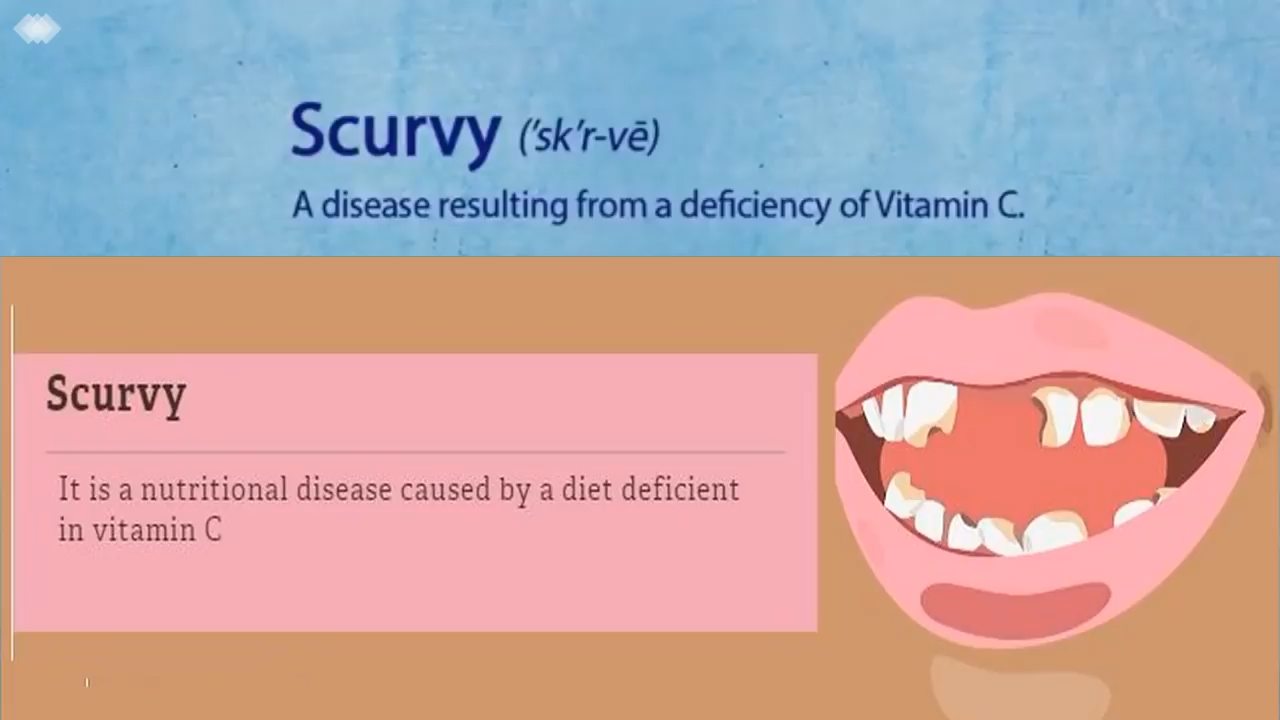 Scurvy ('sk'r-vē)
A disease resulting from a deficiency of Vitamin C.
Scurvy
It is a nutritional disease caused by a diet deficient
in vitamin C